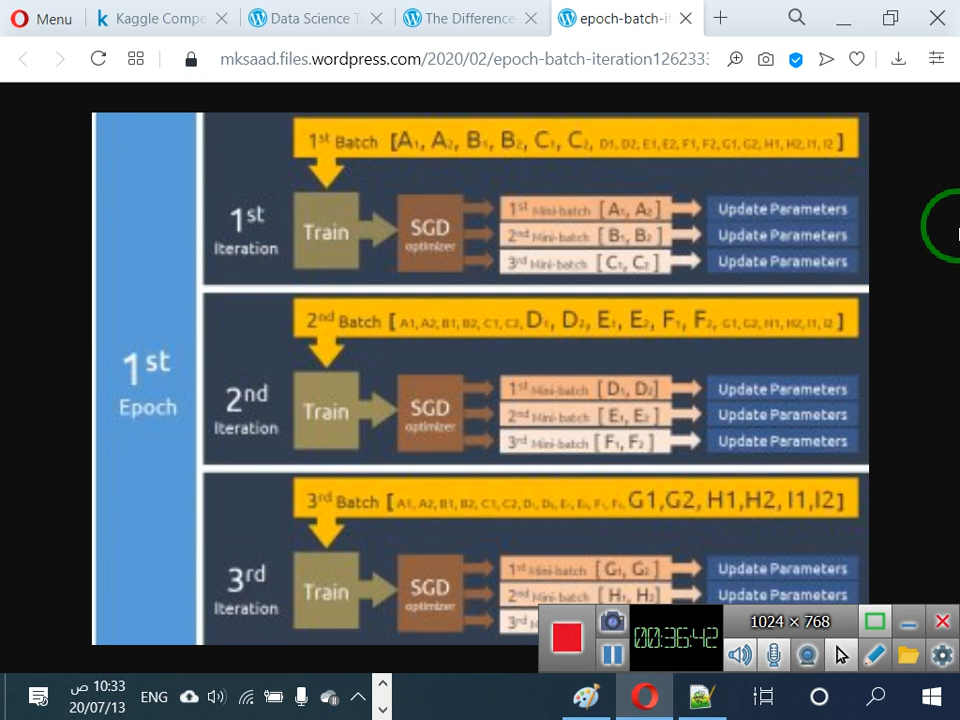 Menu
Kaggle Compe
Data Science T
The Difference
epoch-batch-it
mksaad.files.wordpress.com/2020/02/epoch-batch-iteration1262333
1st Batch [A1, A2, B1, B2, C1, C2, D1, D2, E1, E2, F1, F2, G1, G2, H1, H2, I1, I2 ]
1st Iteration
Train
SGD optimizer
1st Mini-batch [ A1, A2 ]
Update Parameters
2nd Mini-batch [ B1, B2 ]
Update Parameters
3rd Mini-batch [ C1, C2 ]
Update Parameters
1st Epoch
2nd Batch [ A1, A2, B1, B2, C1, C2, D1, D2, E1, E2, F1, F2, G1, G2, H1, H2, I1, I2 ]
2nd Iteration
Train
SGD optimizer
1st Mini-batch [ D1, D2 ]
Update Parameters
2nd Mini-batch [ E1, E2 ]
Update Parameters
3rd Mini-batch [ F1, F2 ]
Update Parameters
3rd Batch [ A1, A2, B1, B2, C1, C2, D1, D2, E1, E2, F1, F2, G1,G2, H1,H2, I1,I2 ]
3rd Iteration
Train
SGD optimizer
1st Mini-batch [ G1, G2 ]
Update Parameters
2nd Mini-batch [ H1, H2 ]
Update Parameters
3rd
1024 × 768
00:36:42
10:33 ص
ENG
20/07/13